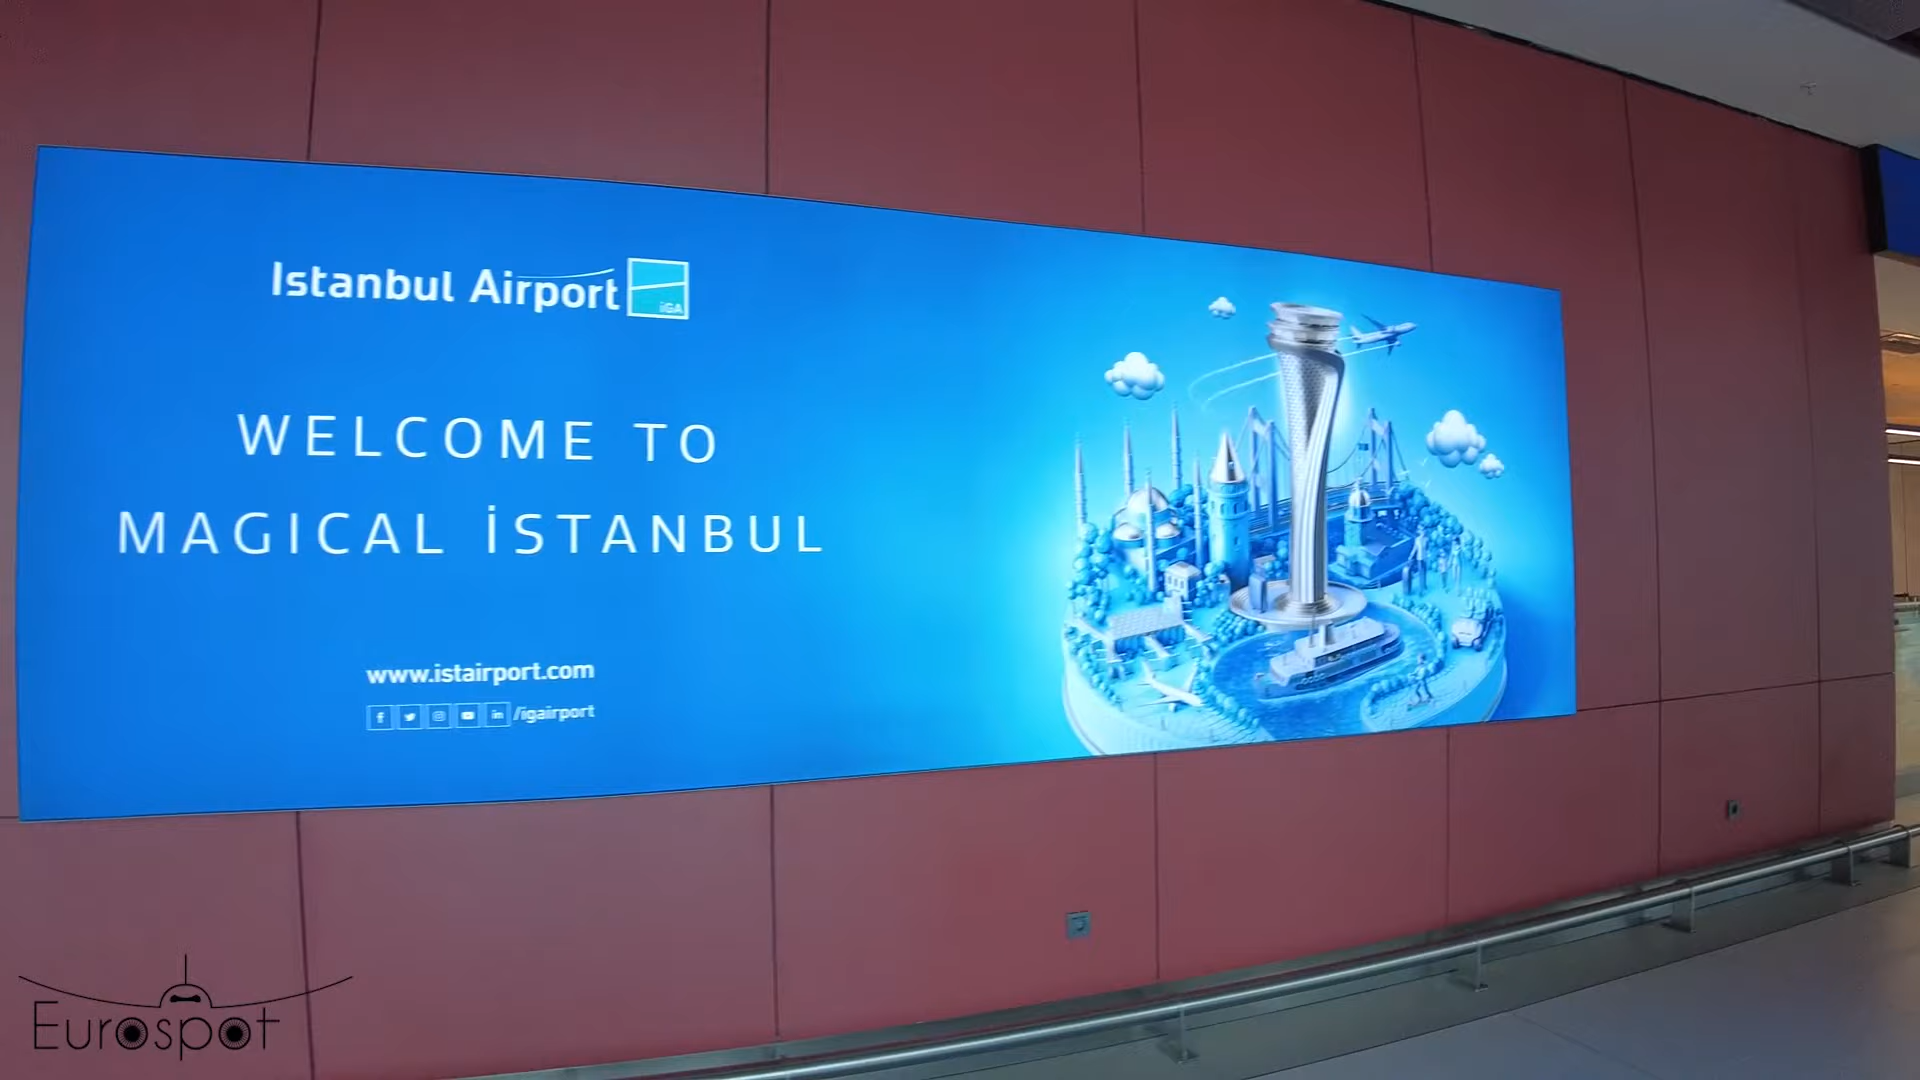 Istanbul Airport
iGA
WELCOME TO
MAGICAL İSTANBUL
www.istairport.com
/igairport
Eurospot